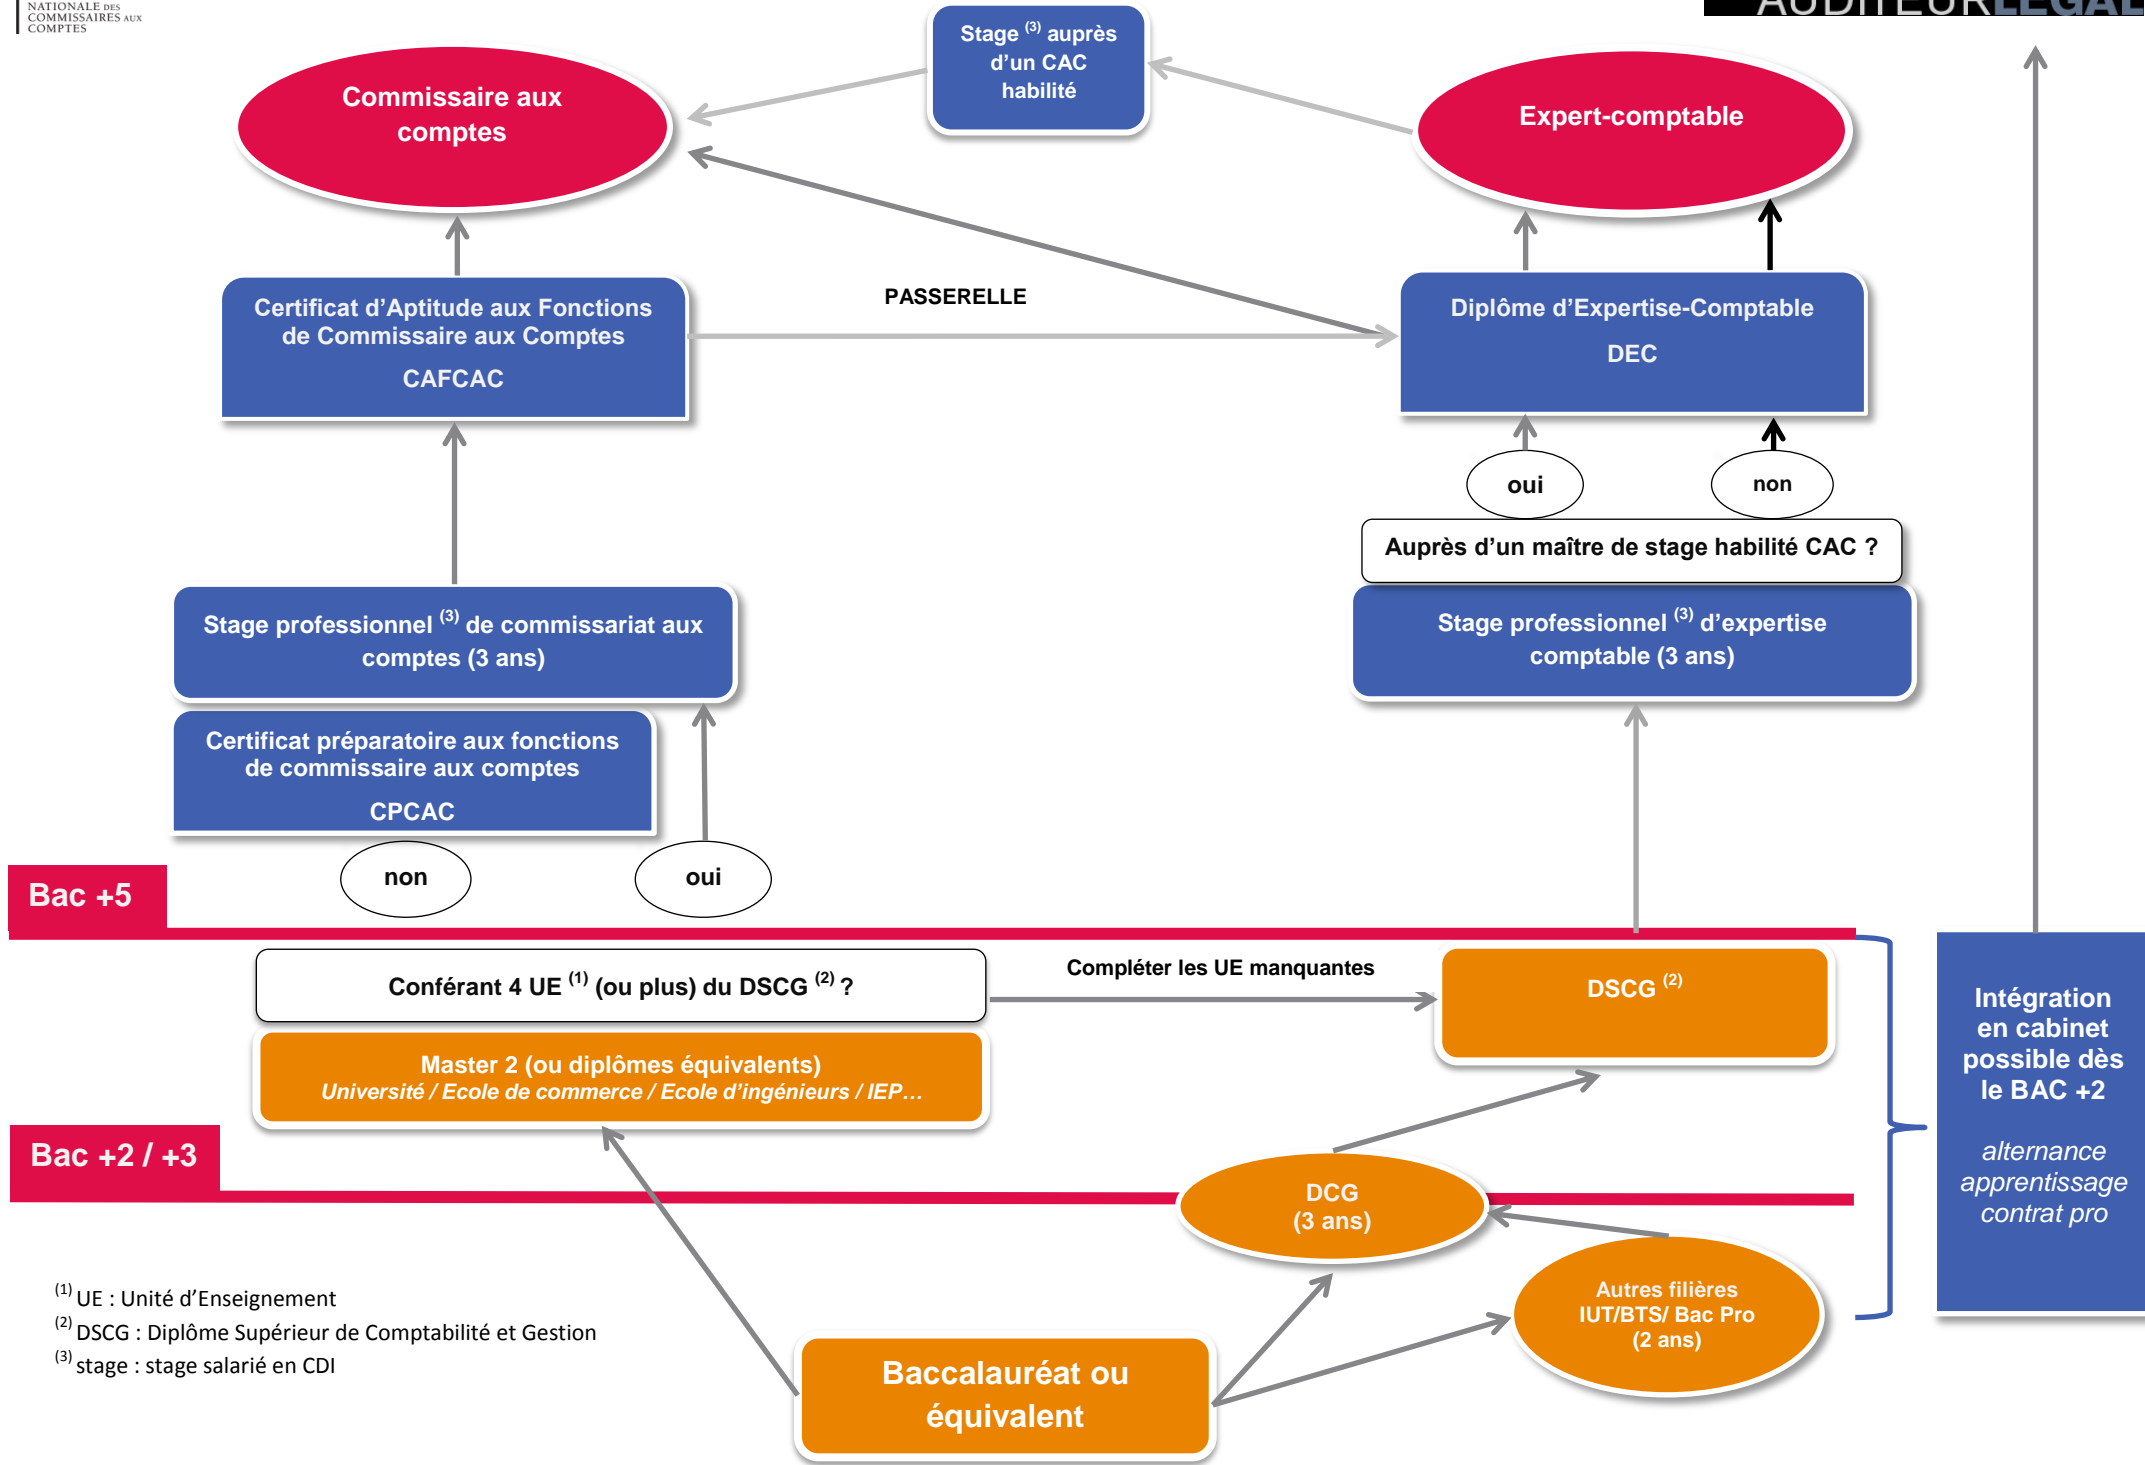 NATIONALE DES
COMMISSAIRES AUX
COMPTES
AUDITEURLEGAL
Stage (3) auprès
d'un CAC
habilité
Commissaire aux
comptes
Expert-comptable
Certificat d'Aptitude aux Fonctions
de Commissaire aux Comptes
CAFCAC
PASSERELLE
Diplôme d'Expertise-Comptable
DEC
oui
non
Auprès d'un maître de stage habilité CAC ?
Stage professionnel (3) de commissariat aux
comptes (3 ans)
Stage professionnel (3) d'expertise
comptable (3 ans)
Certificat préparatoire aux fonctions
de commissaire aux comptes
CPCAC
non
oui
Bac +5
Conférant 4 UE (1) (ou plus) du DSCG (2) ?
Compléter les UE manquantes
DSCG (2)
Master 2 (ou diplômes équivalents)
Université / Ecole de commerce / Ecole d'ingénieurs / IEP…
Intégration
en cabinet
possible dès
le BAC +2
alternance
apprentissage
contrat pro
Bac +2 / +3
DCG
(3 ans)
Autres filières
IUT/BTS/ Bac Pro
(2 ans)
(1) UE : Unité d'Enseignement
(2) DSCG : Diplôme Supérieur de Comptabilité et Gestion
(3) stage : stage salarié en CDI
Baccalauréat ou
équivalent